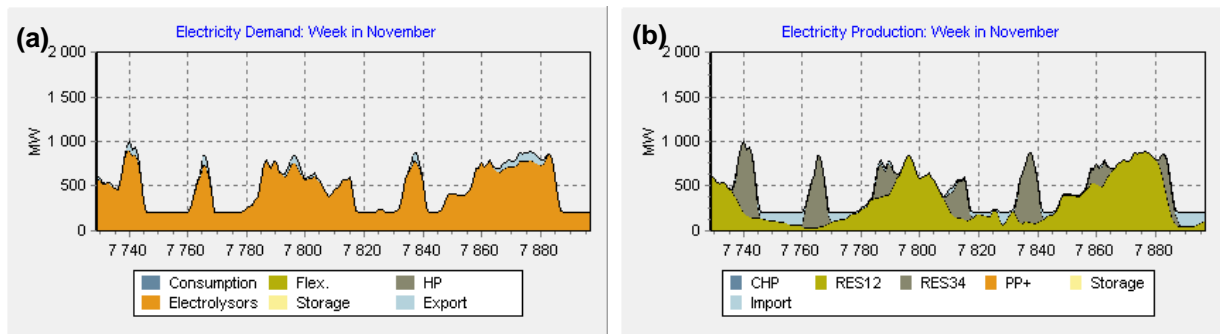 (a)
Electricity Demand: Week in November
2 000
1 500
1 000
500
0
MW
7 740 7 760 7 780 7 800 7 820 7 840 7 860 7 880
Consumption Flex. HP
Electrolysors Storage Export
(b)
Electricity Production: Week in November
2 000
1 500
1 000
500
0
MW
7 740 7 760 7 780 7 800 7 820 7 840 7 860 7 880
CHP RES12 RES34 PP+ Storage
Import